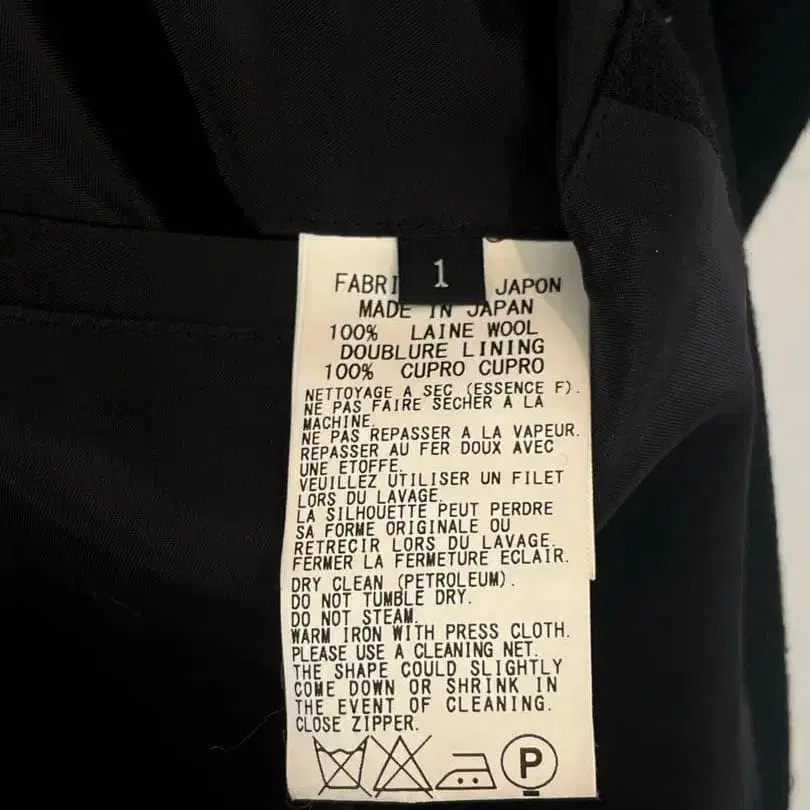 1
FABRI JAPON
MADE IN JAPAN
100% LAINE WOOL
DOUBLURE LINING
100% CUPRO CUPRO
NETTOYAGE A SEC (ESSENCE F).
NE PAS FAIRE SECHER A LA
MACHINE.
NE PAS REPASSER A LA VAPEUR.
REPASSER AU FER DOUX AVEC
UNE ETOFFE.
VEUILLEZ UTILISER UN FILET
LORS DU LAVAGE.
LA SILHOUETTE PEUT PERDRE
SA FORME ORIGINALE OU
RETRECIR LORS DU LAVAGE.
FERMER LA FERMETURE ECLAIR.
DRY CLEAN (PETROLEUM).
DO NOT TUMBLE DRY.
DO NOT STEAM.
WARM IRON WITH PRESS CLOTH.
PLEASE USE A CLEANING NET.
THE SHAPE COULD SLIGHTLY
COME DOWN OR SHRINK IN
THE EVENT OF CLEANING.
CLOSE ZIPPER.
P